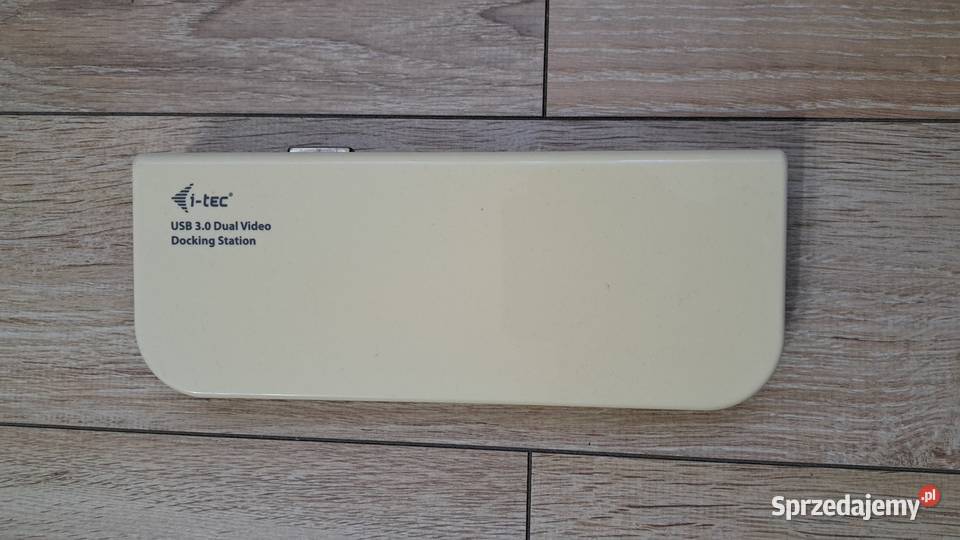 i-tec®
USB 3.0 Dual Video
Docking Station
Sprzedajemy.pl